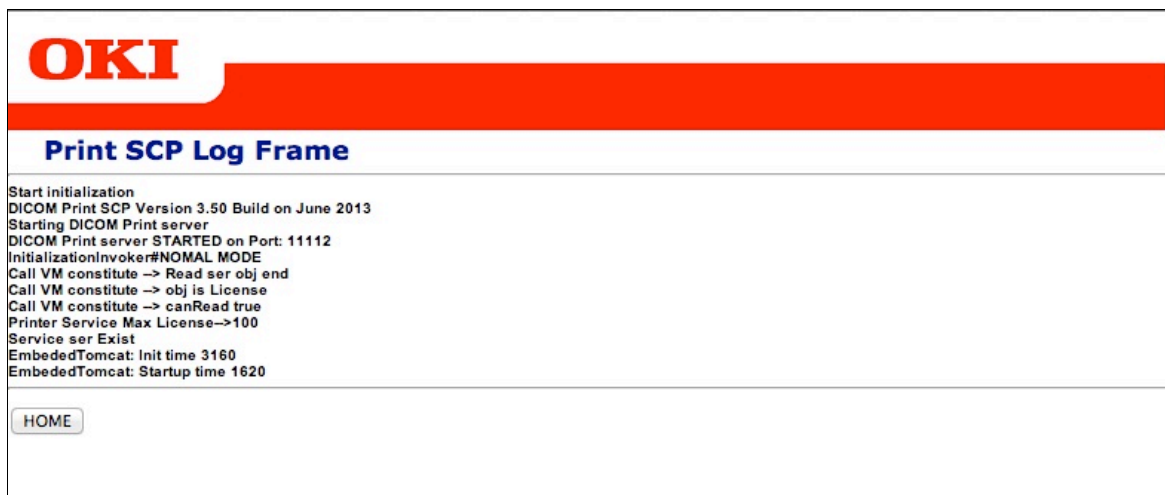 OKI
Print SCP Log Frame
Start initialization
DICOM Print SCP Version 3.50 Build on June 2013
Starting DICOM Print server
DICOM Print server STARTED on Port: 11112
InitializationInvoker#NOMAL MODE
Call VM constitute --> Read ser obj end
Call VM constitute --> obj is License
Call VM constitute --> canRead true
Printer Service Max License-->100
Service ser Exist
EmbededTomcat: Init time 3160
EmbededTomcat: Startup time 1620
HOME